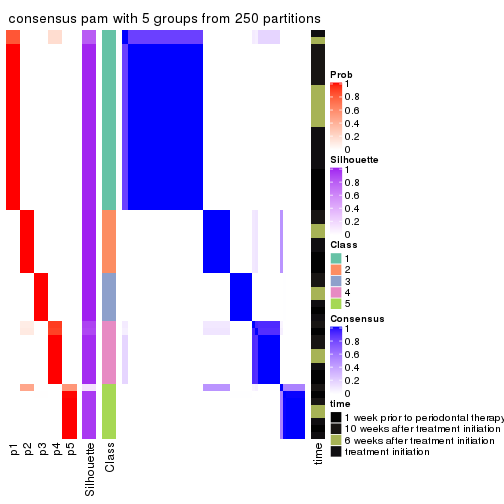 consensus pam with 5 groups from 250 partitions
Prob
1
0.8
0.6
0.4
0.2
0
Silhouette
1
0.8
0.6
0.4
0.2
0
Class
1
2
3
4
5
Consensus
1
0.8
0.6
0.4
0.2
0
time
1 week prior to periodontal therapy
10 weeks after treatment initiation
6 weeks after treatment initiation
treatment initiation
p1
p2
p3
p4
p5
Silhouette
Class
time